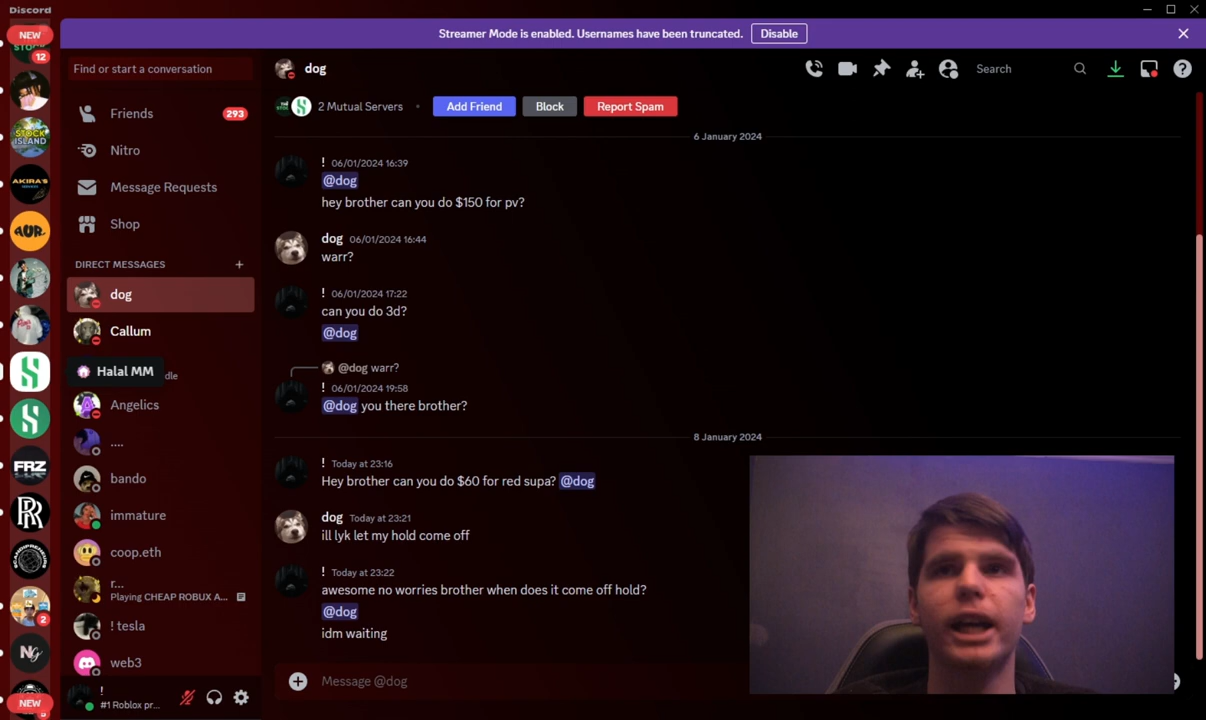 Discord
Streamer Mode is enabled. Usernames have been truncated.
Disable
NEW
STOCK
12
STOCK
ISLAND
AKIRA'S
AUR.
FRZ
2
NEW
Find or start a conversation
Friends
293
Nitro
Message Requests
Shop
DIRECT MESSAGES
dog
Callum
Halal MM
dle
Angelics
....
bando
immature
coop.eth
r...
Playing CHEAP ROBUX A...
! tesla
web3
!
#1 Roblox pr...
dog
Search
2 Mutual Servers
Add Friend
Block
Report Spam
6 January 2024
! 06/01/2024 16:39
@dog
hey brother can you do $150 for pv?
dog 06/01/2024 16:44
warr?
! 06/01/2024 17:22
can you do 3d?
@dog
@dog warr?
! 06/01/2024 19:58
@dog you there brother?
8 January 2024
! Today at 23:16
Hey brother can you do $60 for red supa? @dog
dog Today at 23:21
ill lyk let my hold come off
! Today at 23:22
awesome no worries brother when does it come off hold?
@dog
idm waiting
Message @dog